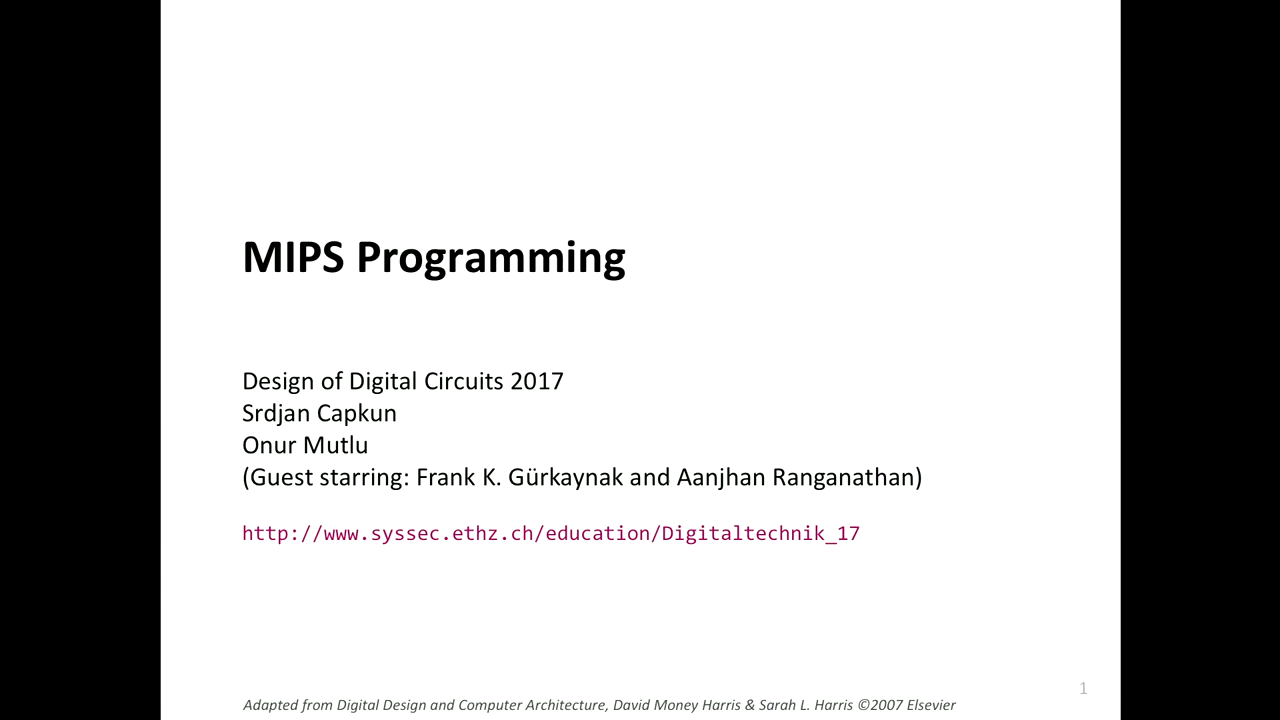 MIPS Programming
Design of Digital Circuits 2017
Srdjan Capkun
Onur Mutlu
(Guest starring: Frank K. Gürkaynak and Aanjhan Ranganathan)
http://www.syssec.ethz.ch/education/Digitaltechnik_17
1
Adapted from Digital Design and Computer Architecture, David Money Harris & Sarah L. Harris ©2007 Elsevier